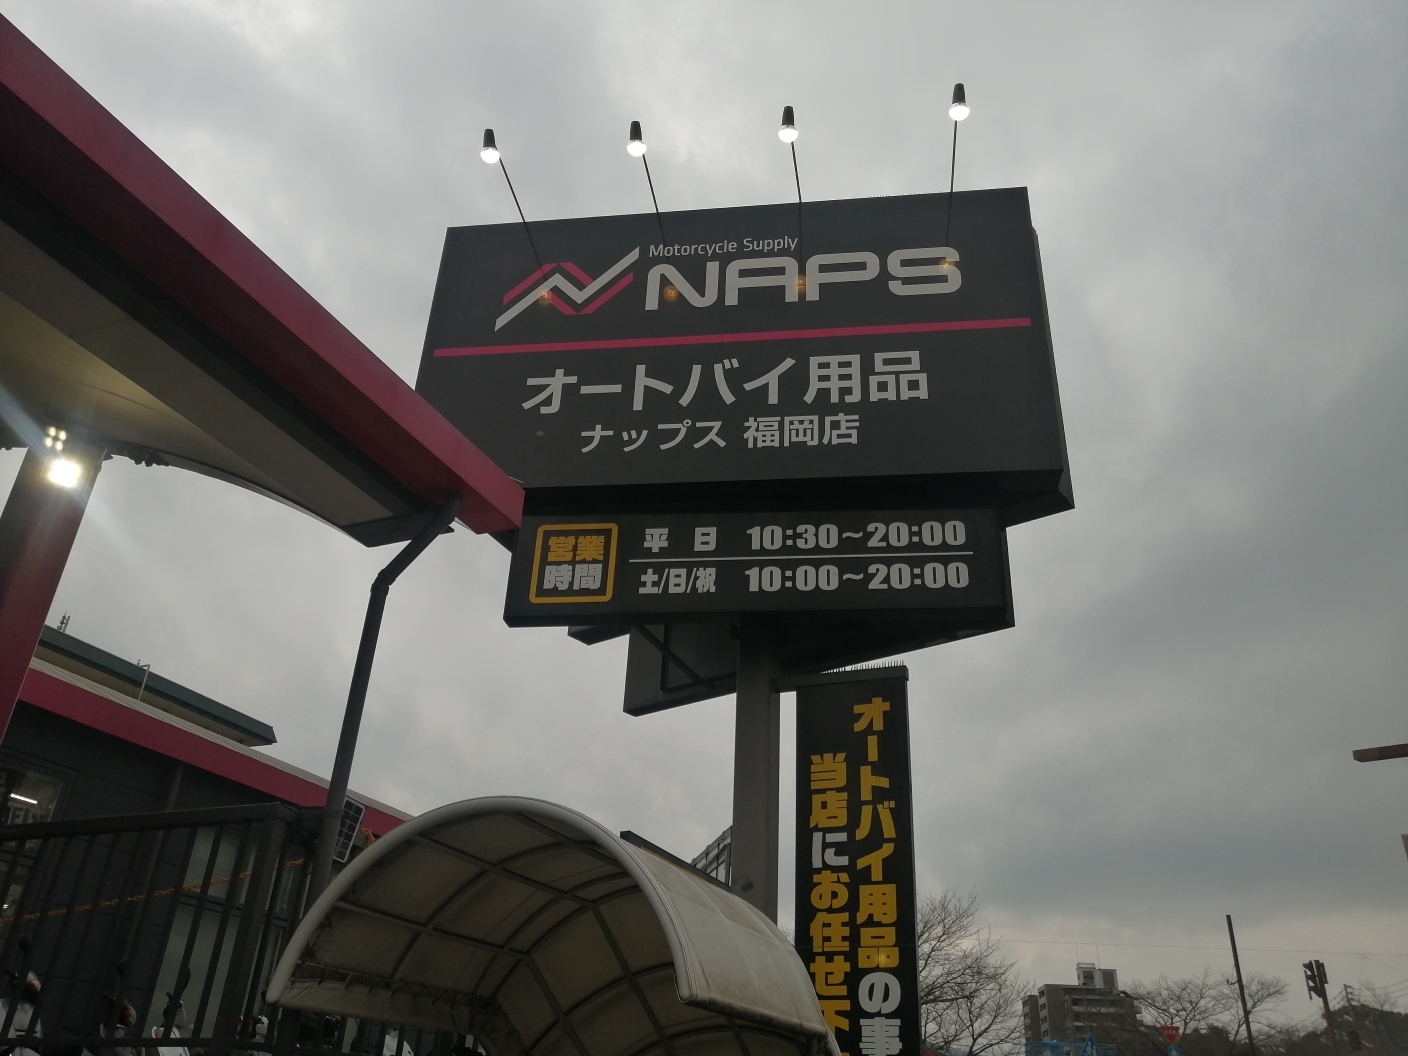 Motorcycle Supply
NAPS
オートバイ用品
ナップス 福岡店
営業
時間
平 日 10:30～20:00
土/日/祝 10:00～20:00
オートバイ用品の事
当店にお任せ下